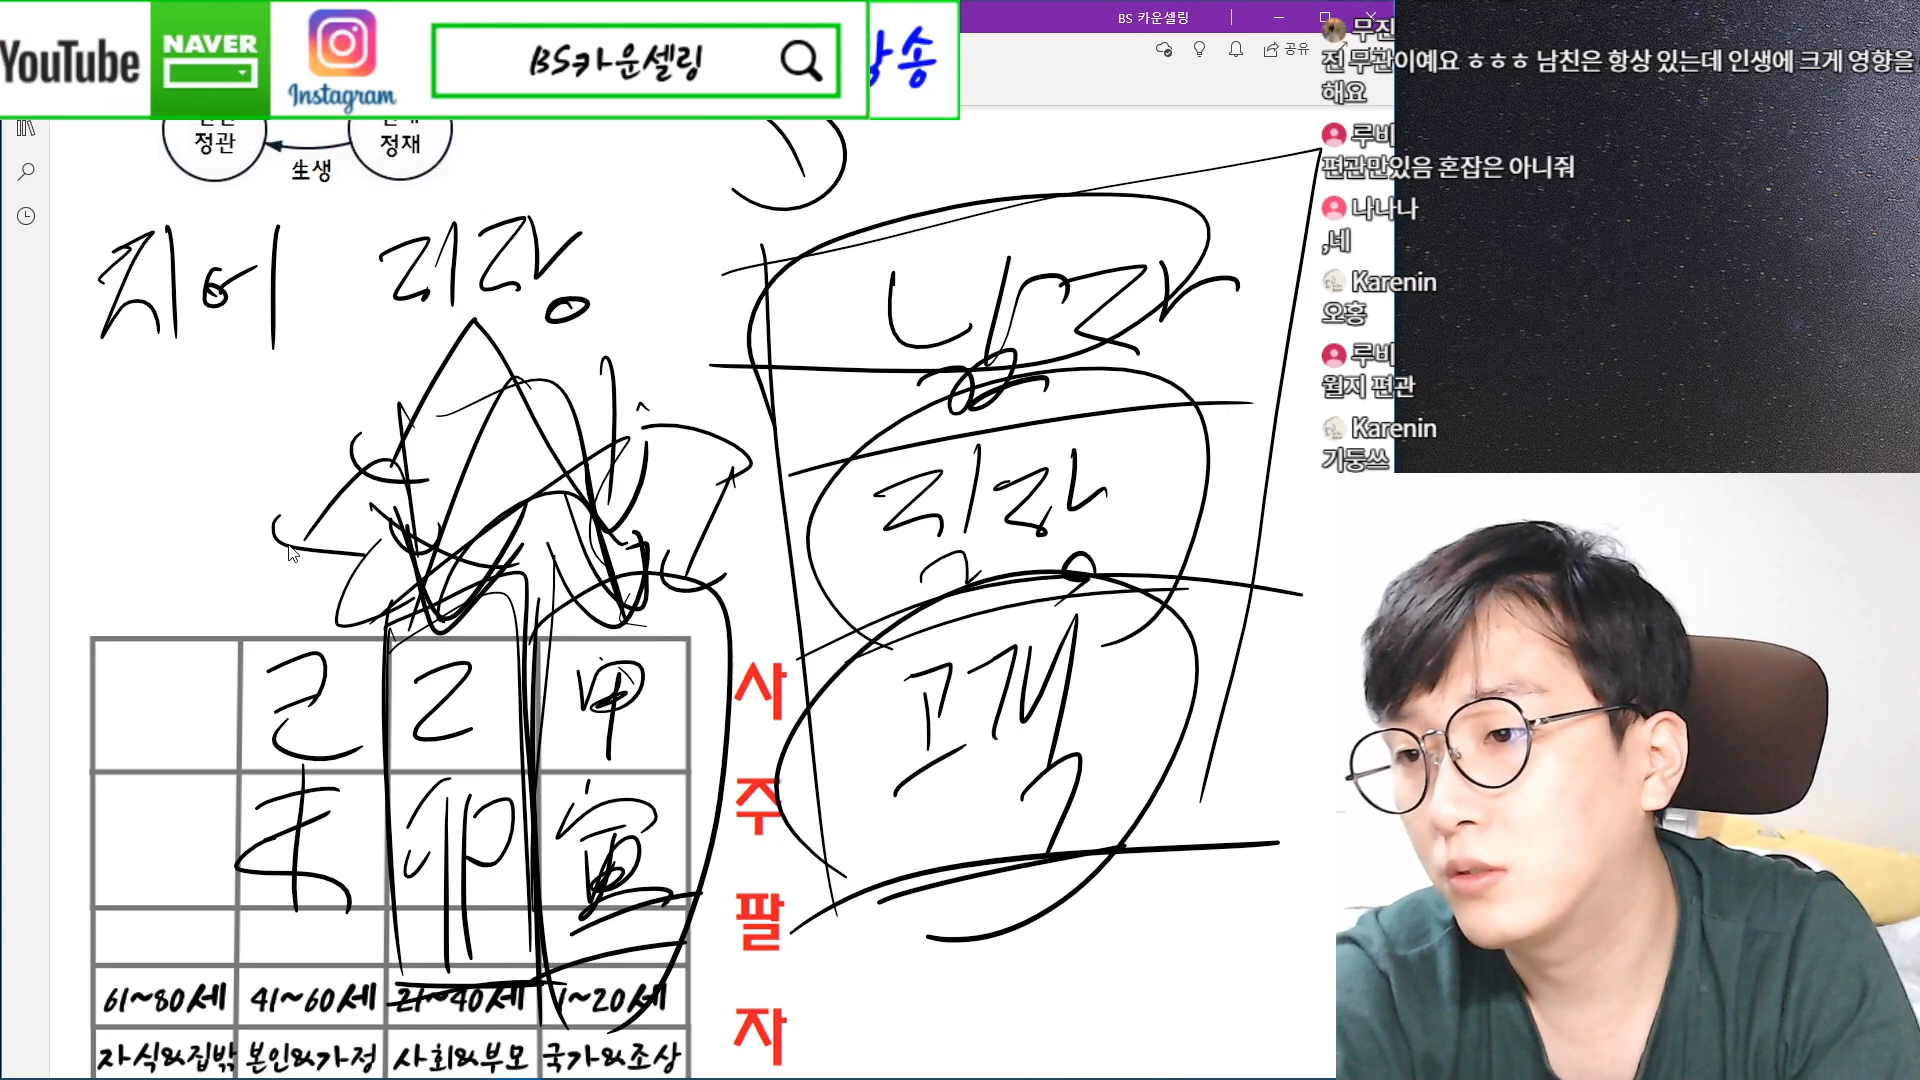 YouTube
NAVER
Instagram
BS카운셀링
방송
BS 카운셀링
공유
정관
정재
生생
직장
남자
직장
고객
己 乙 甲
未 卯 寅
61~80세 41~60세 21~40세 1~20세
자식&집밖 본인&가정 사회&부모 국가&조상
사
주
팔
자
무진
전 무관이예요 ㅎㅎㅎ 남친은 항상 있는데 인생에 크게 영향을
해요
루비
편관만있음 혼잡은 아니줘
나나나
,네
Karenin
오홍
루비
월지 편관
Karenin
기둥쓰